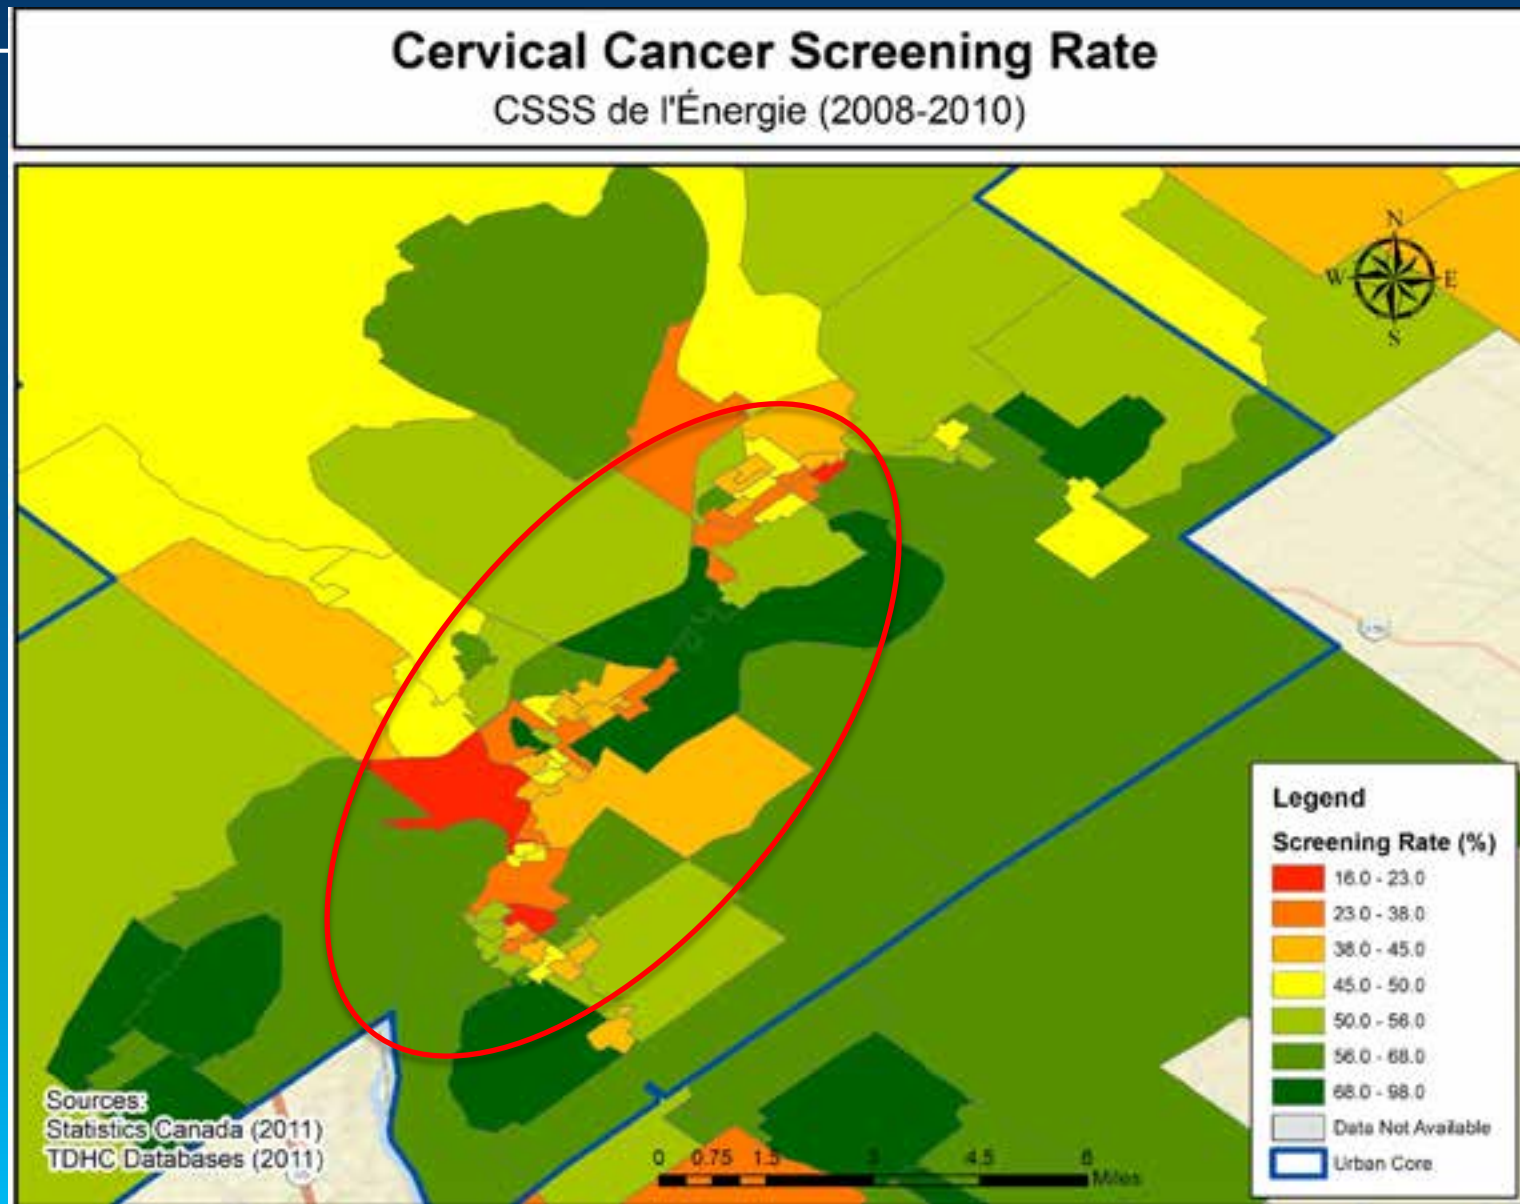 Cervical Cancer Screening Rate
CSSS de l'Énergie (2008-2010)
N
W E
S
Legend
Screening Rate (%)
16.0 - 23.0
23.0 - 38.0
38.0 - 45.0
45.0 - 50.0
50.0 - 56.0
56.0 - 68.0
68.0 - 98.0
Data Not Available
Urban Core
Sources:
Statistics Canada (2011)
TDHC Databases (2011)
0 0.75 1.5 3 4.5 6
Miles